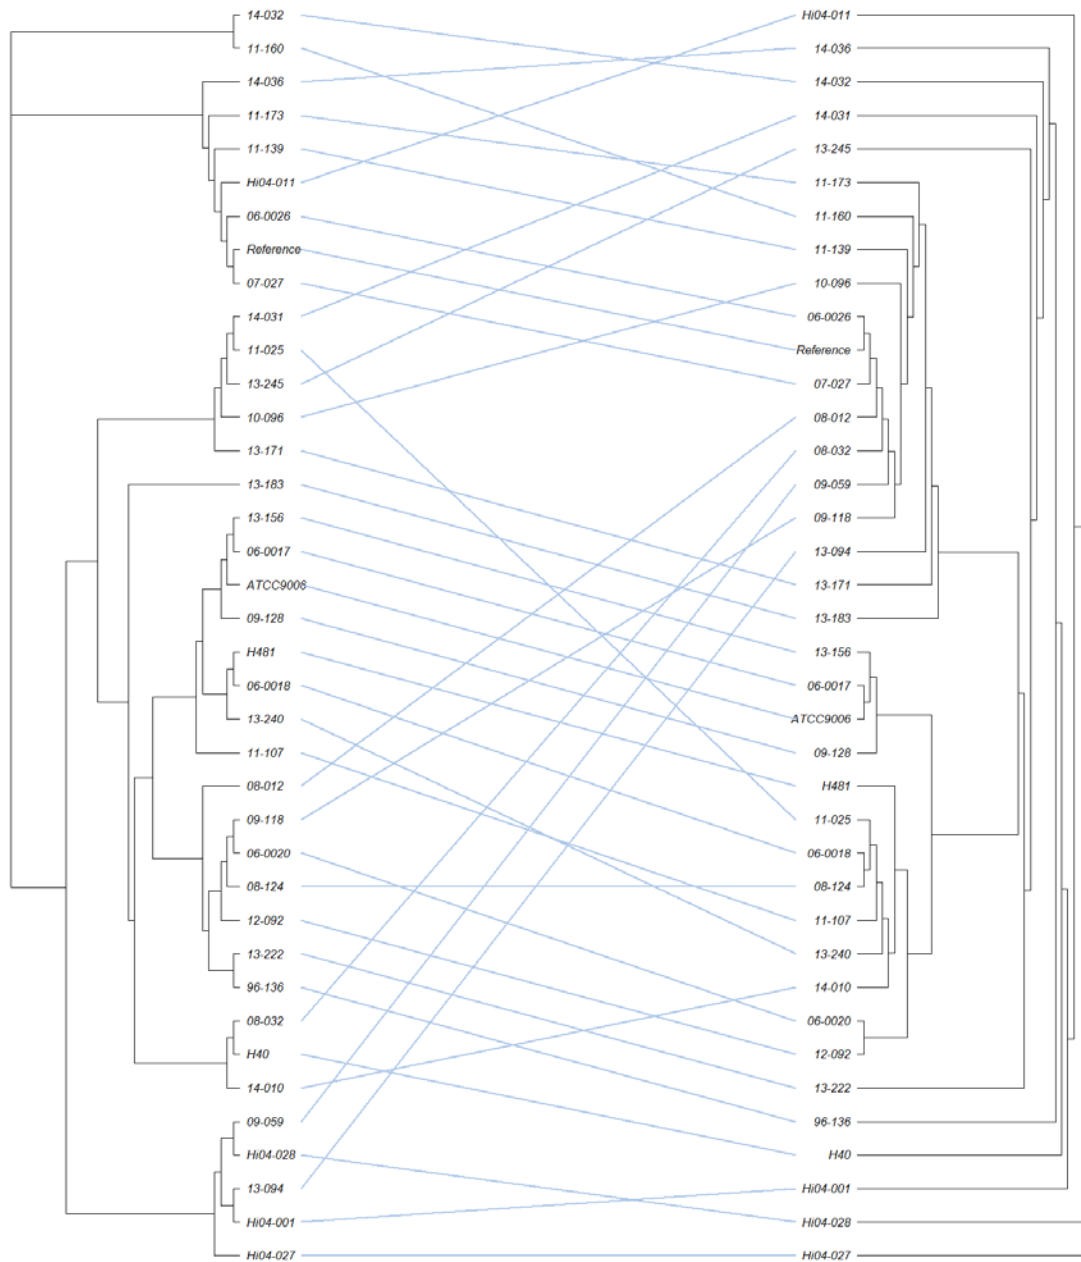 14-032 Hi04-011
11-160 14-036
14-036 14-032
11-173 14-031
11-139 13-245
Hi04-011 11-173
06-0026 11-160
Reference 11-139
07-027 10-096
14-031 06-0026
11-025 Reference
13-245 07-027
10-096 08-012
13-171 08-032
13-183 09-059
13-156 09-118
06-0017 13-094
ATCC9006 13-171
09-128 13-183
H481 13-156
06-0018 06-0017
13-240 ATCC9006
11-107 09-128
08-012 H481
09-118 11-025
06-0020 06-0018
08-124 08-124
12-092 11-107
13-222 13-240
96-136 14-010
08-032 06-0020
H40 12-092
14-010 13-222
09-059 96-136
Hi04-028 H40
13-094 Hi04-001
Hi04-001 Hi04-028
Hi04-027 Hi04-027